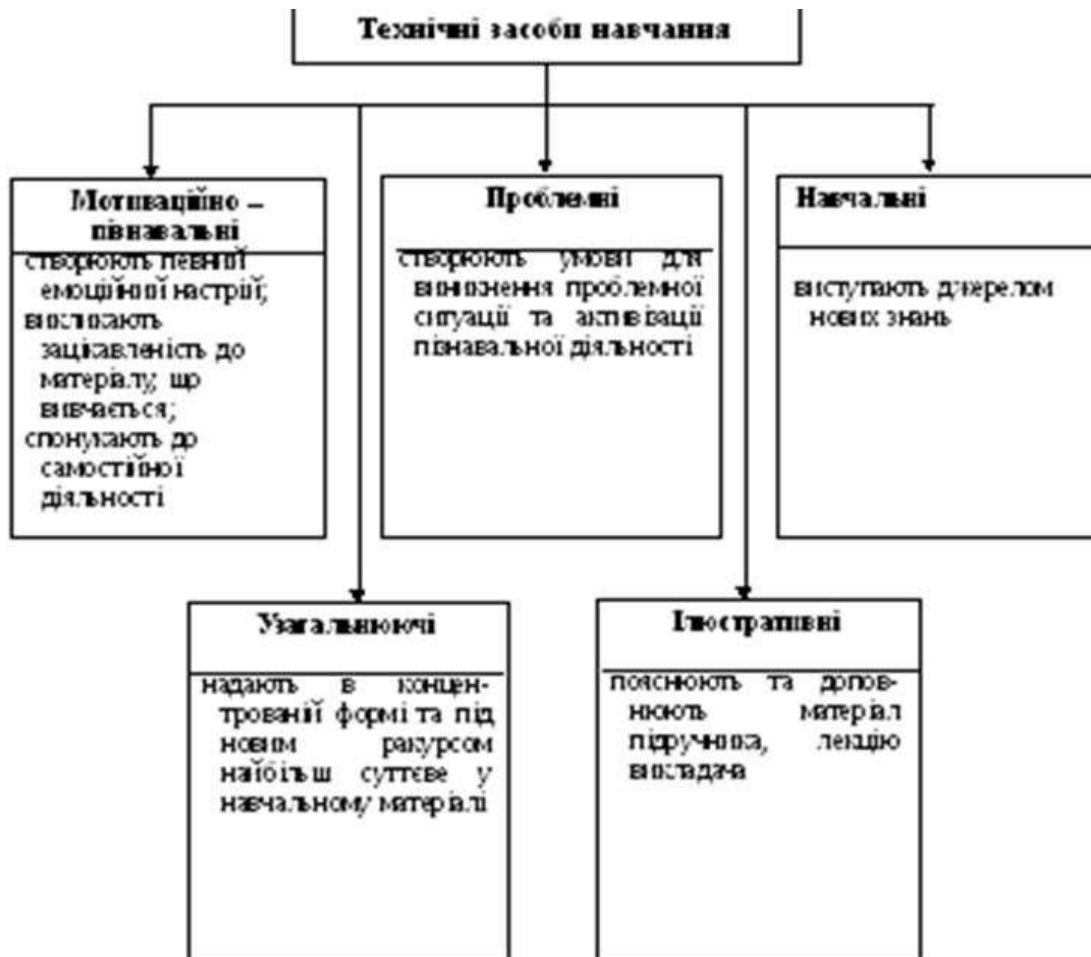 Технічні засоби навчання
Мотиваційно –
пізнавальні
створюють певний
емоційний настрій;
викликають
зацікавленість до
матеріалу, що
вивчається;
спонукають до
самостійної
діяльності
Проблемні
створюють умови для
виникнення проблемної
ситуації та активізації
пізнавальної діяльності
Навчальні
виступають джерелом
нових знань
Узагальнюючі
надають в концен-
трованій формі та під
новим ракурсом
найбільш суттєве у
навчальному матеріалі
Ілюстративні
пояснюють та допов-
нюють матеріал
підручника, лекцію
викладача